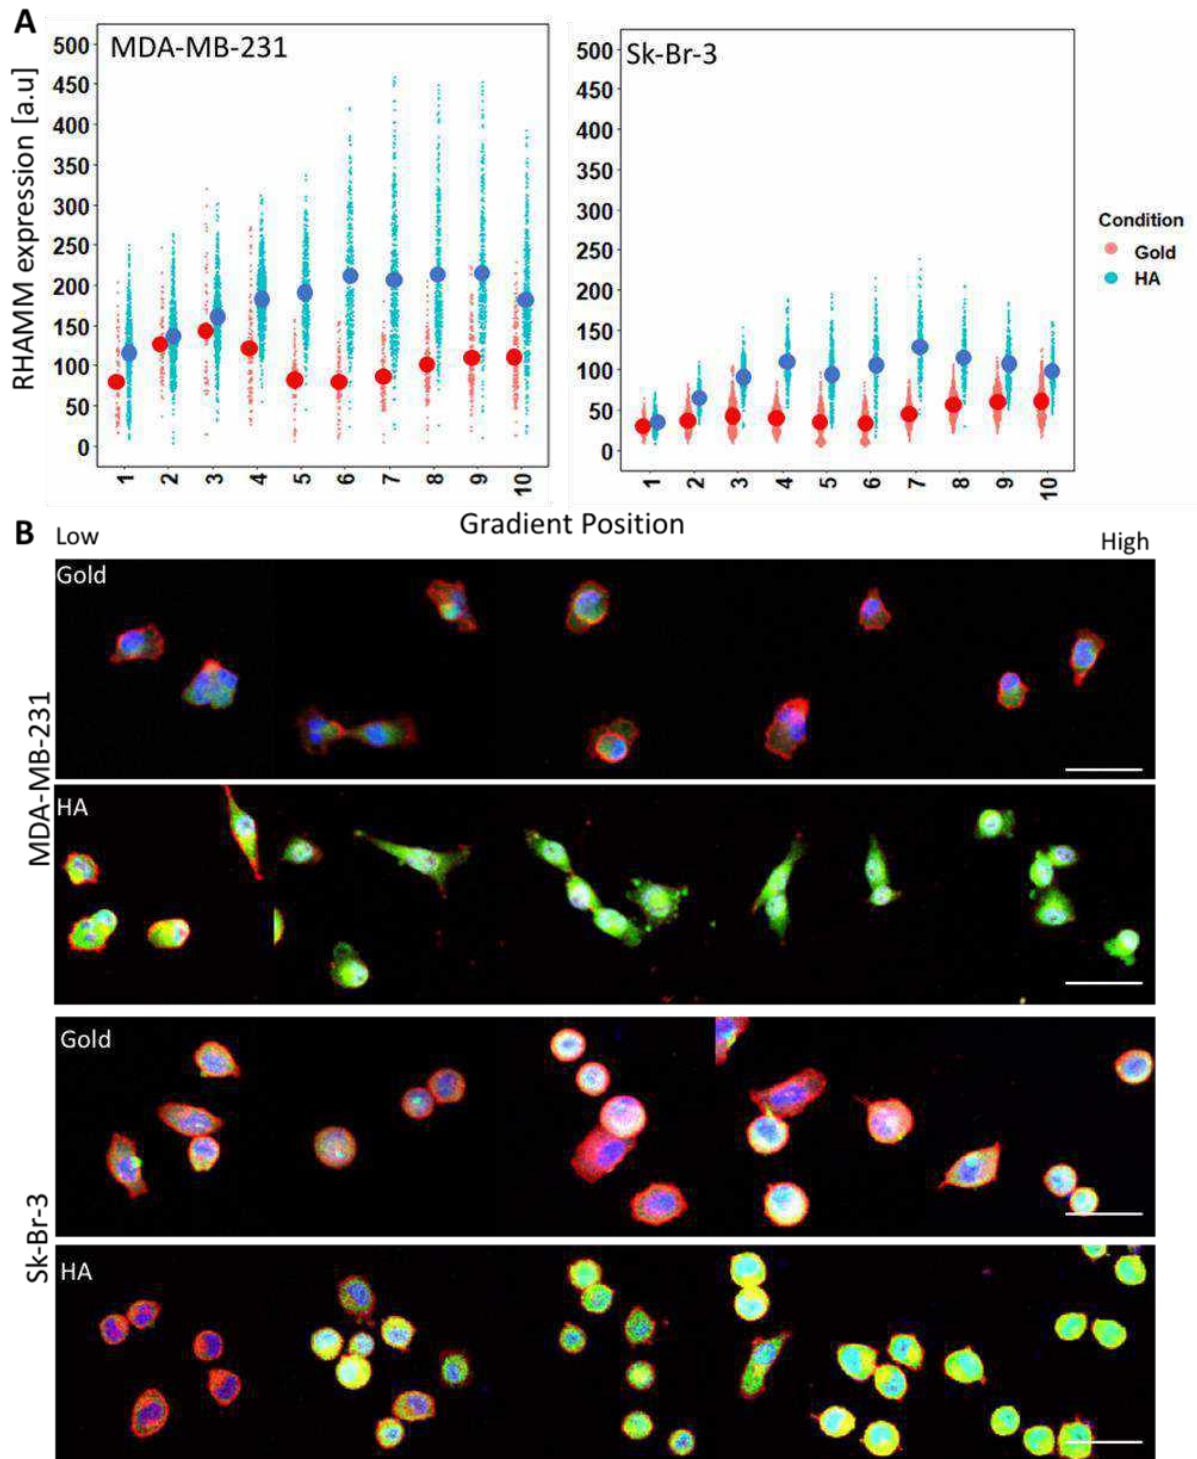 A
MDA-MB-231
Sk-Br-3
RHAMM expression [a.u]
500
450
400
350
300
250
200
150
100
50
0
1 2 3 4 5 6 7 8 9 10
500
450
400
350
300
250
200
150
100
50
0
1 2 3 4 5 6 7 8 9 10
Condition
Gold
HA
Gradient Position
B
Low
High
MDA-MB-231
Gold
HA
Sk-Br-3
Gold
HA